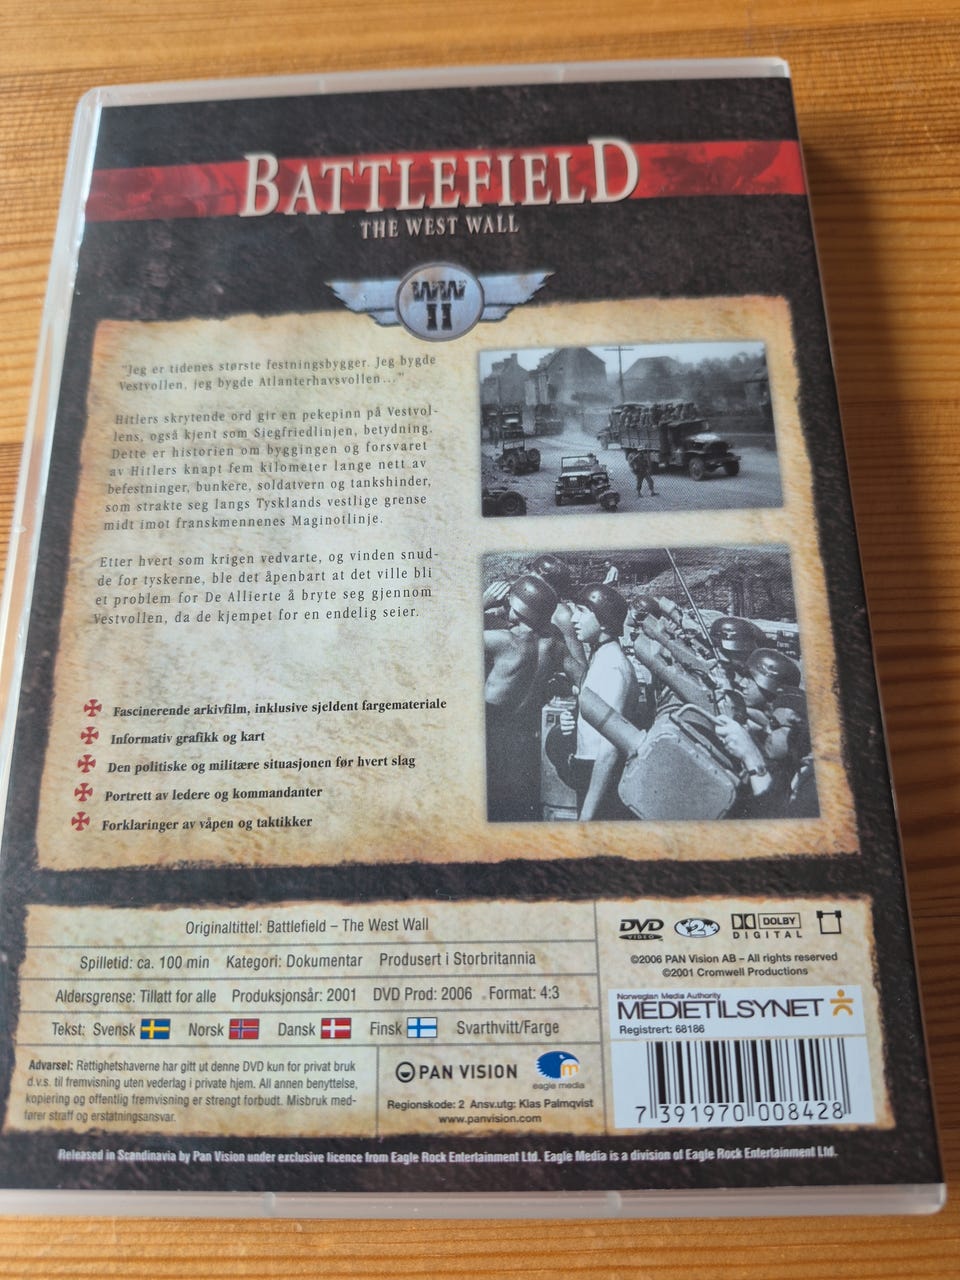 BATTLEFIELD
THE WEST WALL
WW
II
"Jeg er tidenes største festningsbygger. Jeg bygde
Vestvollen, jeg bygde Atlanterhavsvollen..."
Hitlers skrytende ord gir en pekepinn på Vestvol-
lens, også kjent som Siegfriedlinjen, betydning.
Dette er historien om byggingen og forsvaret
av Hitlers knapt fem kilometer lange nett av
befestninger, bunkere, soldatvern og tankshinder,
som strakte seg langs Tysklands vestlige grense
midt imot franskmennenes Maginotlinje.
Etter hvert som krigen vedvarte, og vinden snud-
de for tyskerne, ble det åpenbart at det ville bli
et problem for De Allierte å bryte seg gjennom
Vestvollen, da de kjempet for en endelig seier.
Fascinerende arkivfilm, inklusive sjeldent fargemateriale
Informativ grafikk og kart
Den politiske og militære situasjonen før hvert slag
Portrett av ledere og kommandanter
Forklaringer av våpen og taktikker
Originaltittel: Battlefield – The West Wall
Spilletid: ca. 100 min Kategori: Dokumentar Produsert i Storbritannia
Aldersgrense: Tillatt for alle Produksjonsår: 2001 DVD Prod: 2006 Format: 4:3
Tekst: Svensk Norsk Dansk Finsk Svarthvitt/Farge
Advarsel: Rettighetshaverne har gitt ut denne DVD kun for privat bruk
d.v.s. til fremvisning uten vederlag i private hjem. All annen benyttelse,
kopiering og offentlig fremvisning er strengt forbudt. Misbruk med-
fører straff og erstatningsansvar.
PAN VISION
eagle media
Regionskode: 2 Ansv.utg: Klas Palmqvist
www.panvision.com
DVD VIDEO
2
DOLBY
DIGITAL
©2006 PAN Vision AB – All rights reserved
©2001 Cromwell Productions
Norwegian Media Authority
MEDIETILSYNET
Registrert: 68186
7 391970 008428
Released in Scandinavia by Pan Vision under exclusive licence from Eagle Rock Entertainment Ltd. Eagle Media is a division of Eagle Rock Entertainment Ltd.